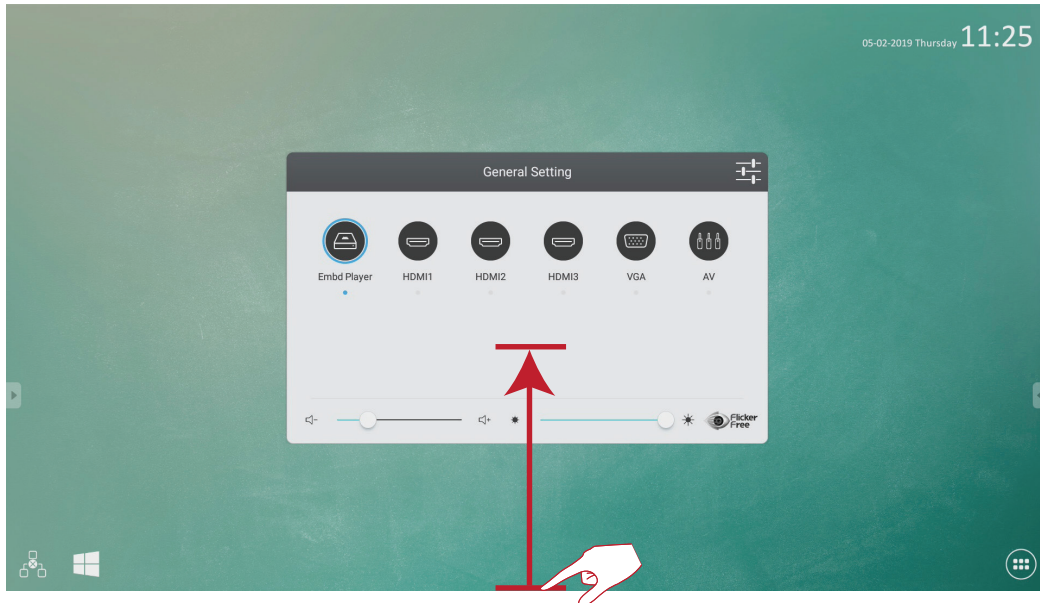 05-02-2019 Thursday 11:25
General Setting
Embd Player HDMI1 HDMI2 HDMI3 VGA AV
Flicker
Free